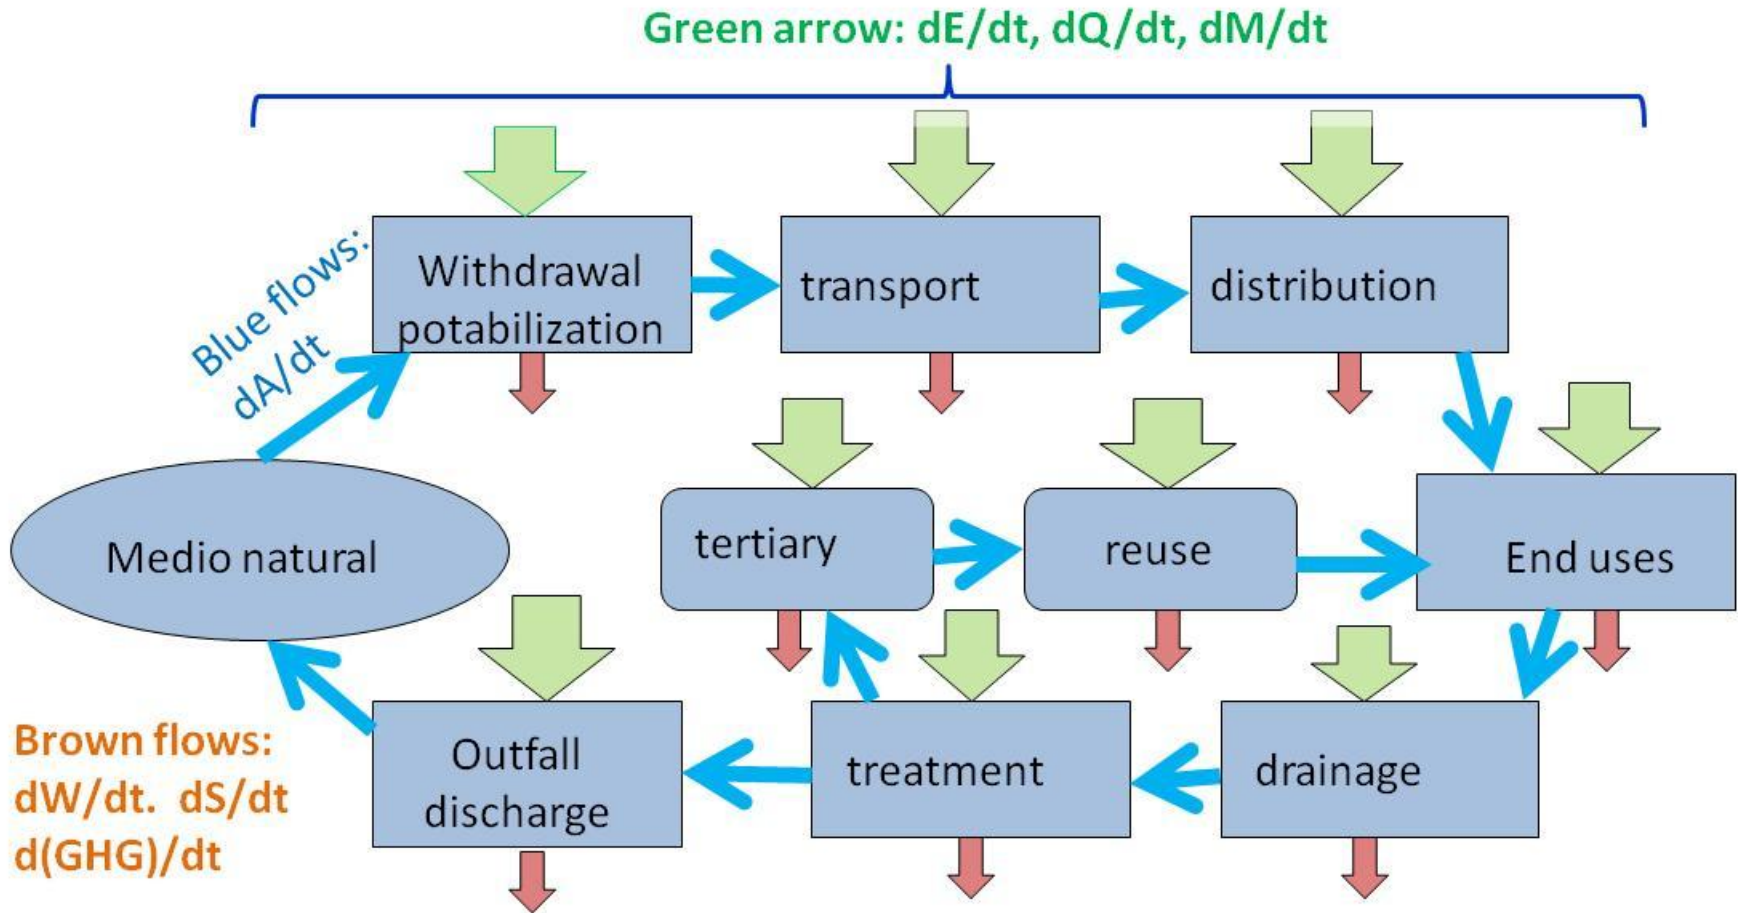 Green arrow: dE/dt, dQ/dt, dM/dt
Blue flows:
dA/dt
Withdrawal
potabilization
transport
distribution
Medio natural
tertiary
reuse
End uses
Brown flows:
dW/dt. dS/dt
d(GHG)/dt
Outfall
discharge
treatment
drainage